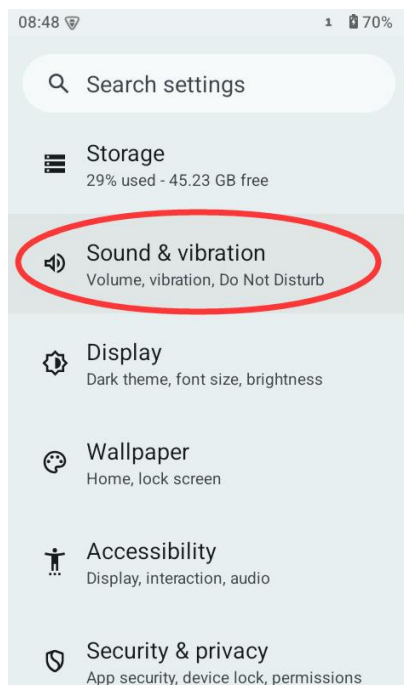 08:48 1 70%
Search settings
Storage
29% used - 45.23 GB free
Sound & vibration
Volume, vibration, Do Not Disturb
Display
Dark theme, font size, brightness
Wallpaper
Home, lock screen
Accessibility
Display, interaction, audio
Security & privacy
App security, device lock, permissions